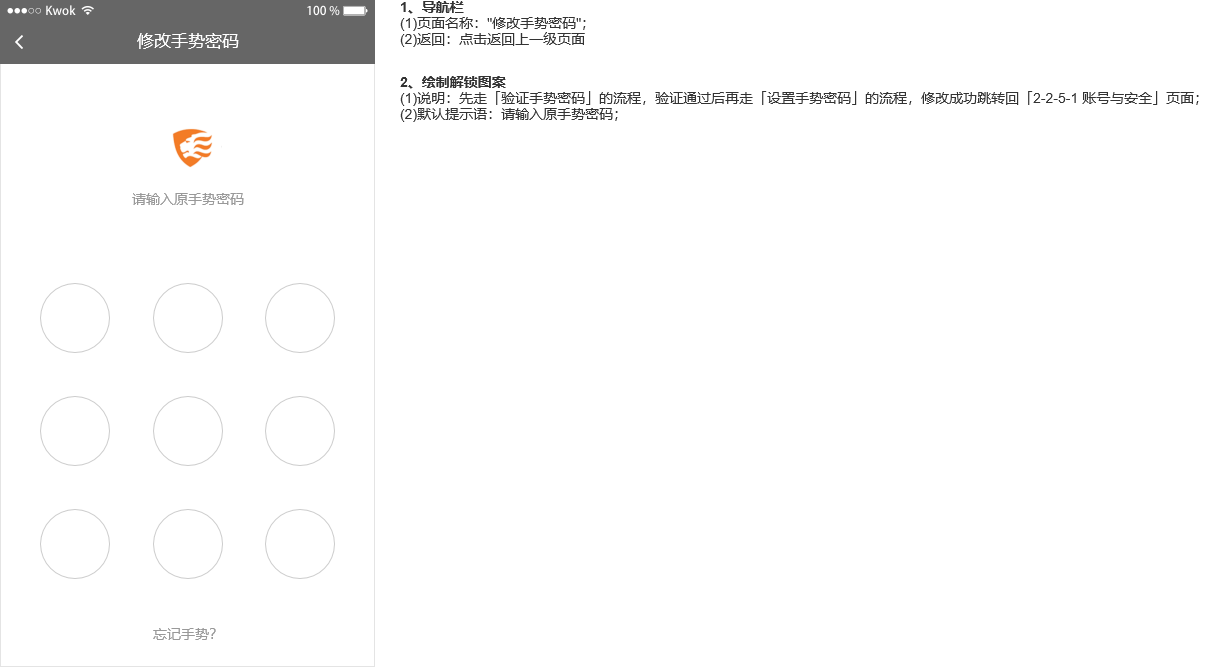 Kwok
100 %
修改手势密码
请输入原手势密码
忘记手势?
1、导航栏
(1)页面名称："修改手势密码";
(2)返回：点击返回上一级页面
2、绘制解锁图案
(1)说明：先走「验证手势密码」的流程，验证通过后再走「设置手势密码」的流程，修改成功跳转回「2-2-5-1 账号与安全」页面；
(2)默认提示语：请输入原手势密码；